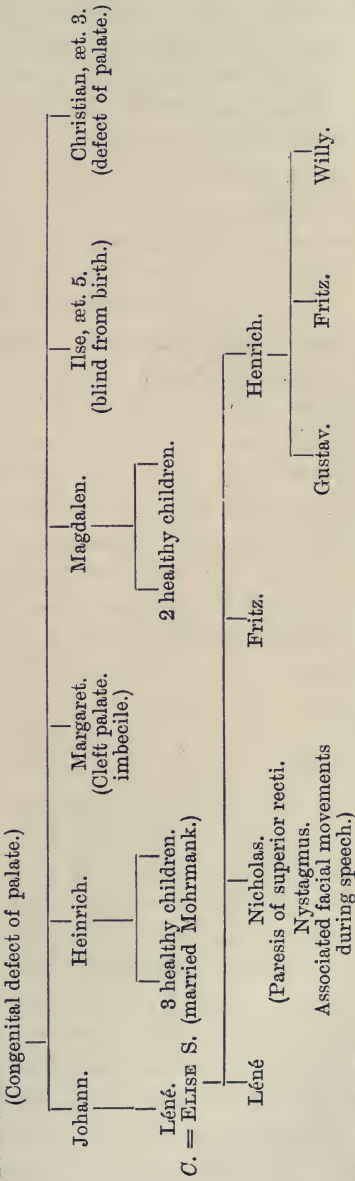 (Congenital defect of palate.)
Johann. Heinrich. Margaret. Magdalen. Ilse, æt. 5. Christian, æt. 3.
(Cleft palate. (blind from birth.) (defect of palate.)
imbecile.)
Léné. 3 healthy children. 2 healthy children.
C. = ELISE S. (married Mohrmank.)
Léné Nicholas. Fritz. Henrich.
(Paresis of superior recti.
Nystagmus. Gustav. Fritz. Willy.
Associated facial movements
during speech.)